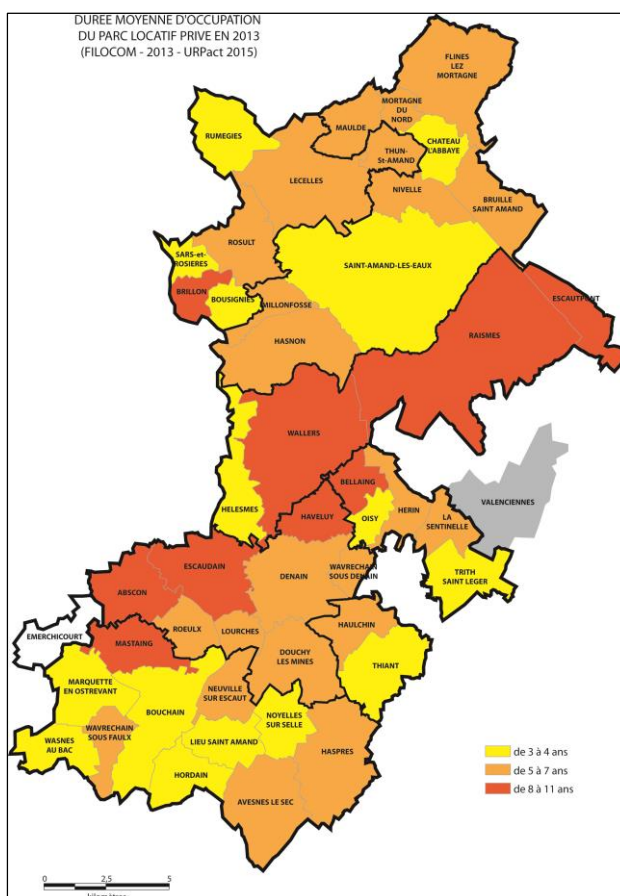 DUREE MOYENNE D'OCCUPATION
DU PARC LOCATIF PRIVE EN 2013
(FILOCOM - 2013 - URPact 2015)
FLINES
LEZ
MORTAGNE
MORTAGNE
DU
NORD
RUMEGIES
MAULDE
CHATEAU
L'ABBAYE
THUN-
St-AMAND
LECELLES
NIVELLE
BRUILLE
SAINT AMAND
ROSULT
SARS-et-
ROSIERES
SAINT-AMAND-LES-EAUX
BRILLON
BOUSIGNIES
MILLONFOSSE
ESCAUTPONT
RAISMES
HASNON
WALLERS
BELLAING
VALENCIENNES
HELESMES
HAVELUY
OISY
HERIN
LA
SENTINELLE
ESCAUDAIN
DENAIN
WAVRECHAIN
SOUS DENAIN
TRITH
SAINT LEGER
ABSCON
EMERCHICOURT
ROEULX
LOURCHES
HAULCHIN
MASTAING
DOUCHY
LES MINES
THIANT
MARQUETTE
EN OSTREVANT
NEUVILLE
SUR ESCAUT
BOUCHAIN
NOYELLES
SUR SELLE
WAVRECHAIN
SOUS FAULX
WASNES
AU BAC
LIEU SAINT AMAND
HASPRES
HORDAIN
AVESNES LE SEC
de 3 à 4 ans
de 5 à 7 ans
de 8 à 11 ans
0 2,5 5
kilomètres